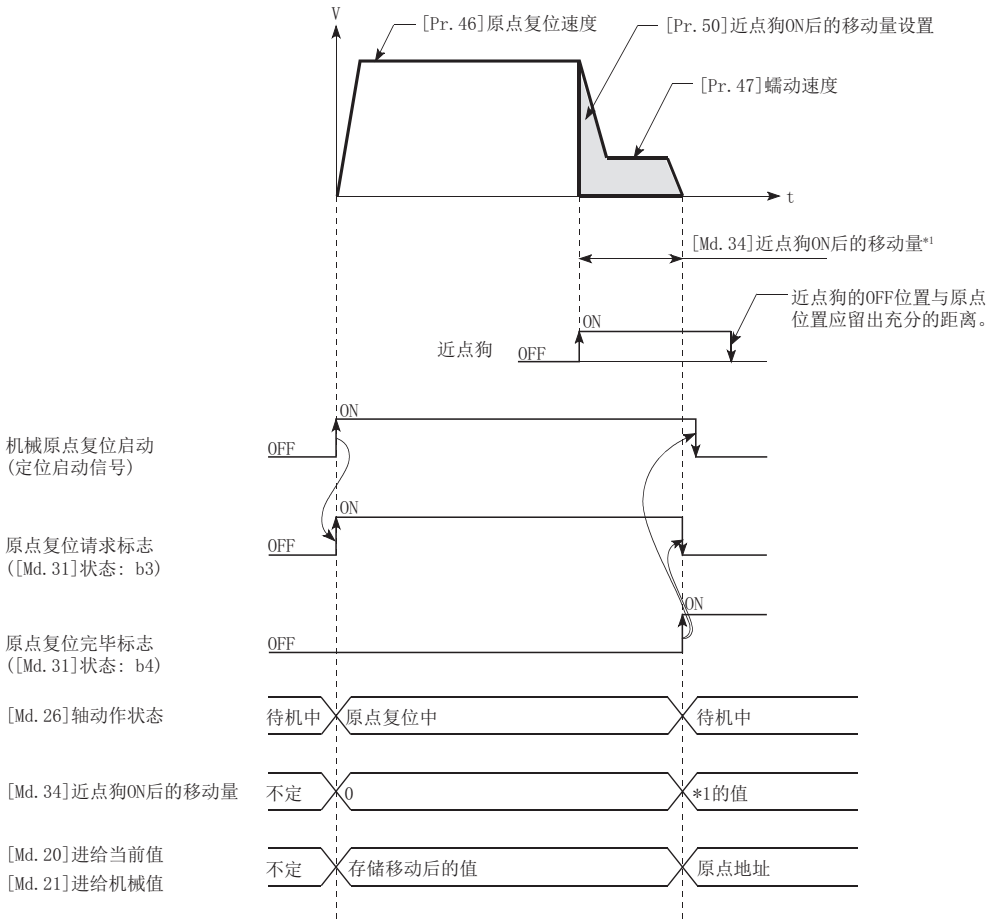 V
[Pr.46]原点复位速度
[Pr.50]近点狗ON后的移动量设置
[Pr.47]蠕动速度
t
[Md.34]近点狗ON后的移动量*1
近点狗的OFF位置与原点
位置应留出充分的距离。
ON
近点狗
OFF
ON
机械原点复位启动
(定位启动信号)
OFF
ON
原点复位请求标志
([Md.31]状态: b3)
OFF
ON
原点复位完毕标志
([Md.31]状态: b4)
OFF
[Md.26]轴动作状态
待机中
原点复位中
待机中
[Md.34]近点狗ON后的移动量
不定
0
*1的值
[Md.20]进给当前值
[Md.21]进给机械值
不定
存储移动后的值
原点地址